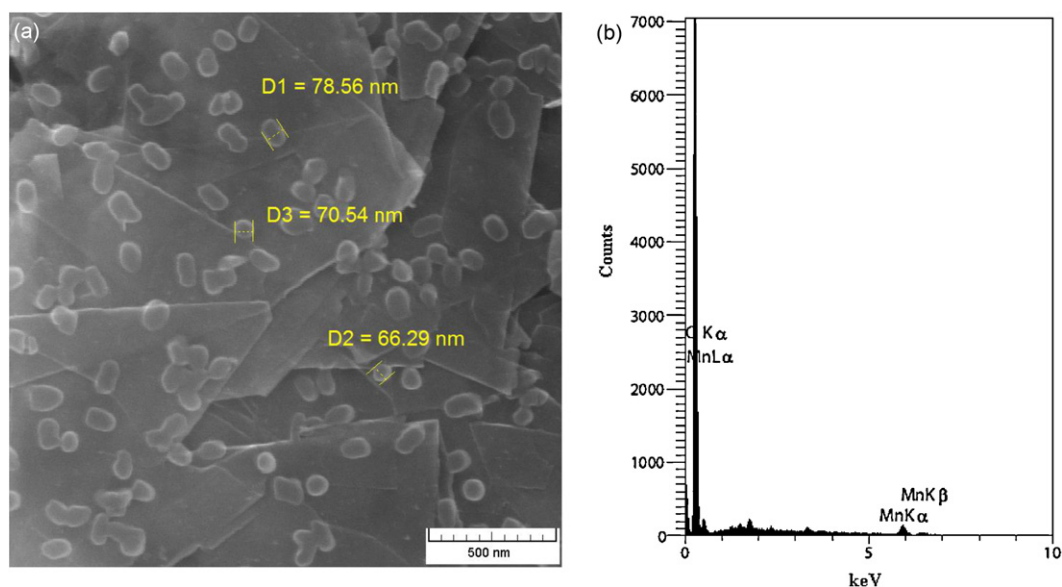 (a)
D1 = 78.56 nm
D3 = 70.54 nm
D2 = 66.29 nm
500 nm
(b)
7000
6000
5000
4000
3000
2000
1000
0
Counts
Kα
MnLα
MnKβ
MnKα
0
5
10
keV